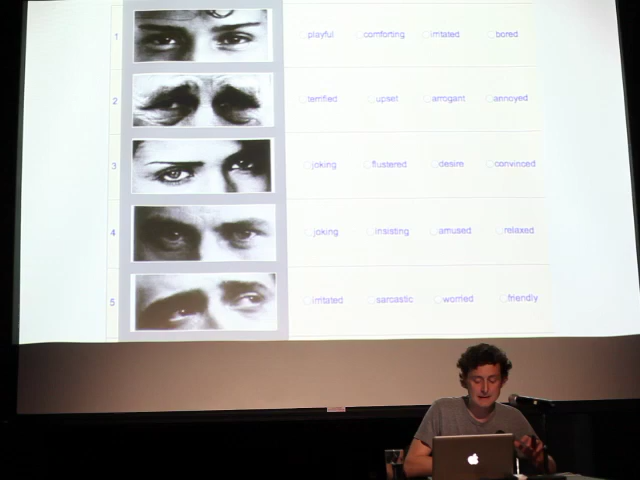 1 playful comforting irritated bored
2 terrified upset arrogant annoyed
3 joking flustered desire convinced
4 joking insisting amused relaxed
5 irritated sarcastic worried friendly